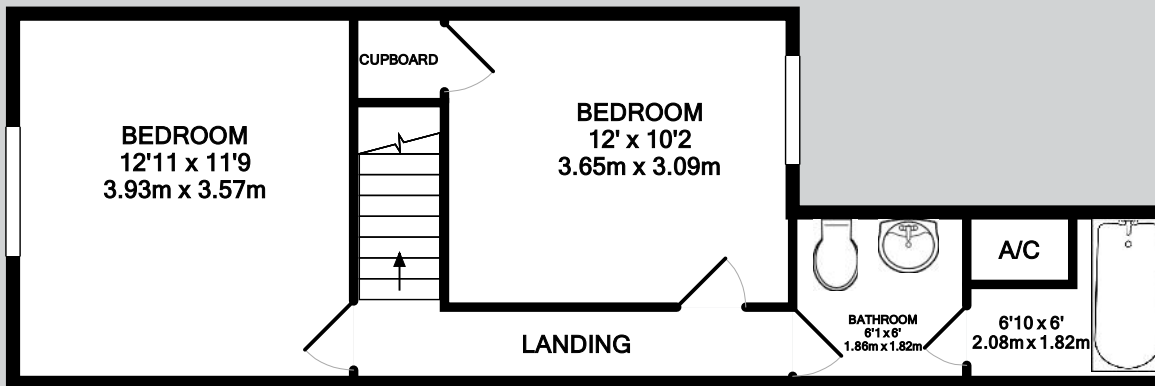 CUPBOARD
BEDROOM
12'11 x 11'9
3.93m x 3.57m
BEDROOM
12' x 10'2
3.65m x 3.09m
A/C
BATHROOM
6'1 x 6'
1.86m x 1.82m
6'10 x 6'
2.08m x 1.82m
LANDING